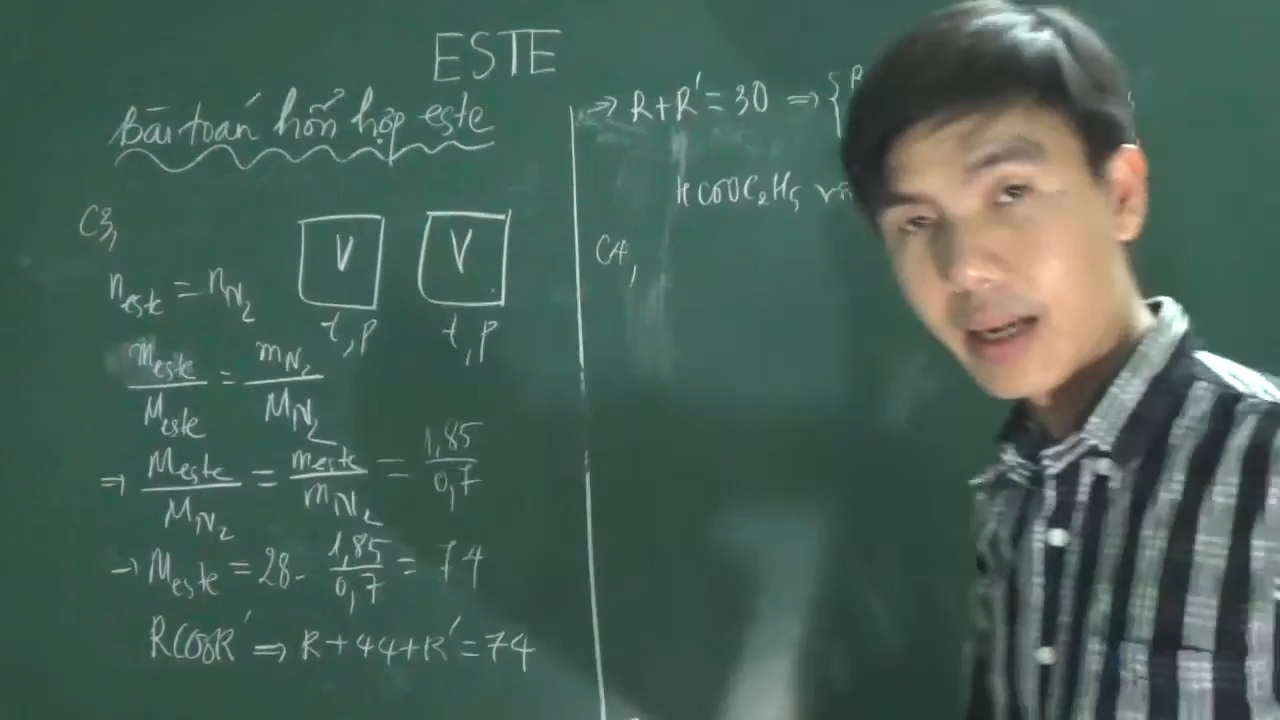 ESTE
Bài toán hỗn hợp este
C3,
V V
n este = n N2
t, p t, p
m este / M este = m N2 / M N2
⇒ M este / M N2 = m este / m N2 = 1,85 / 0,7
→ M este = 28. 1,85 / 0,7 = 74
RCOOR' ⇒ R + 44 + R' = 74
⇒ R + R' = 30 ⇒ {
HCOOC2H5
C4,